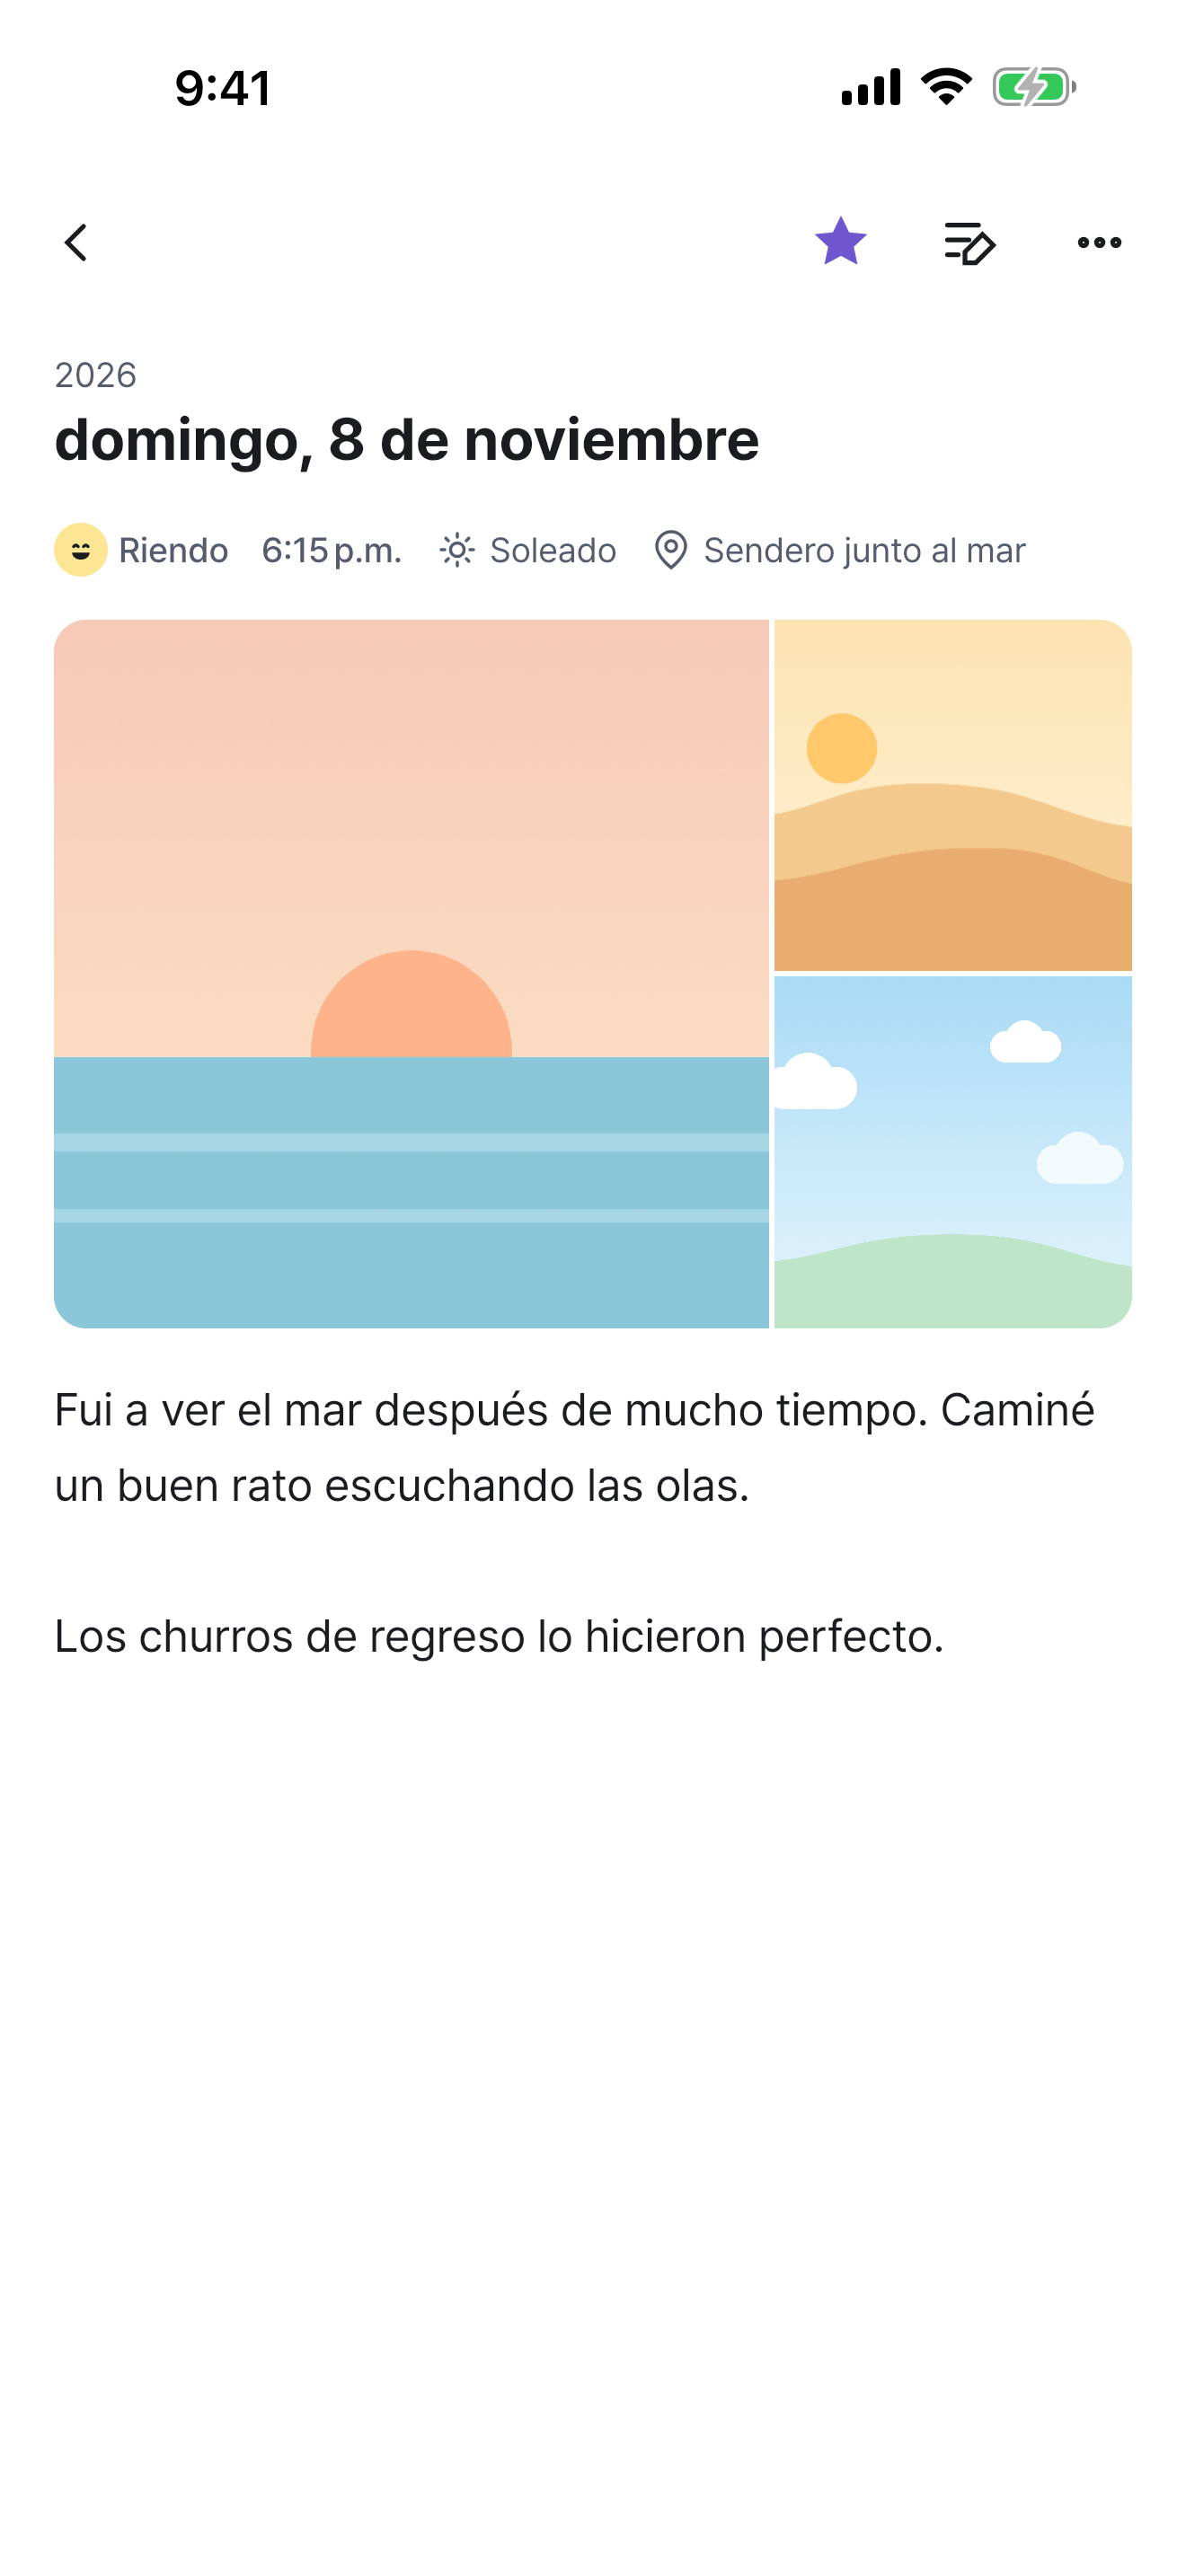 9:41
2026
domingo, 8 de noviembre
Riendo 6:15 p.m. Soleado Sendero junto al mar
Fui a ver el mar después de mucho tiempo. Caminé
un buen rato escuchando las olas.
Los churros de regreso lo hicieron perfecto.